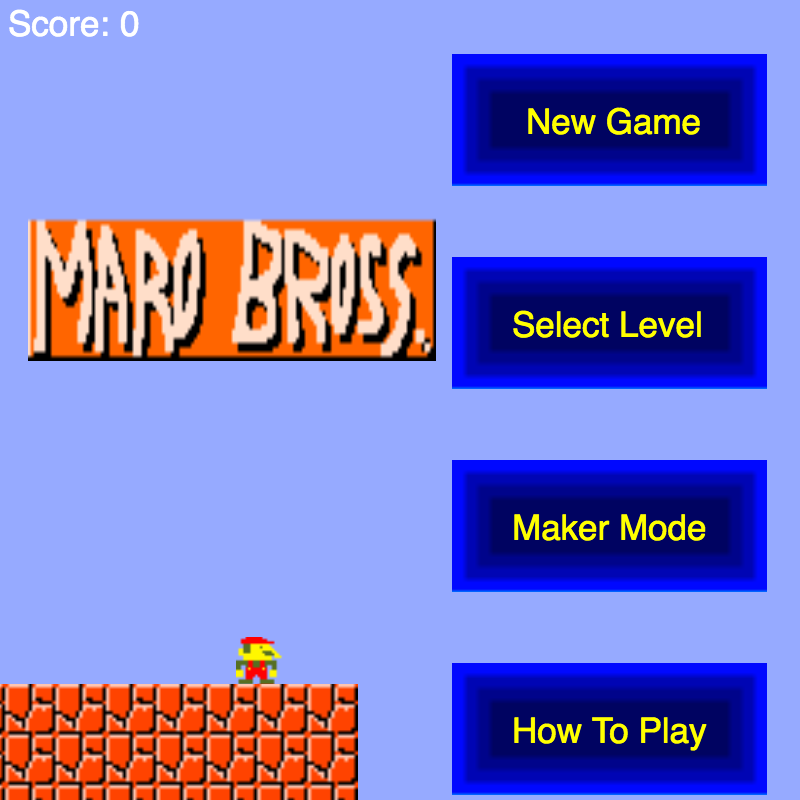 Score: 0
New Game
MARO BROSS.
Select Level
Maker Mode
How To Play